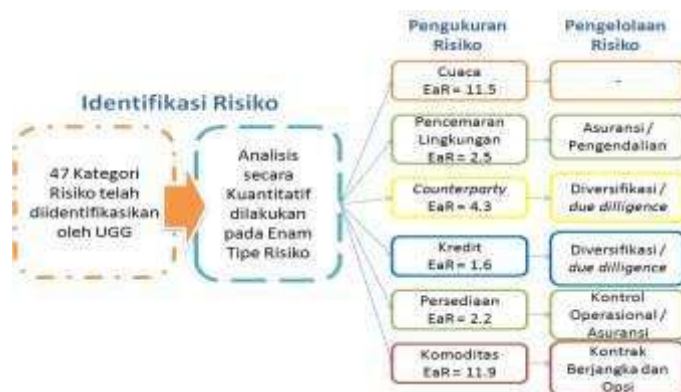 Pengukuran
Risiko
Pengelolaan
Risiko
Identifikasi Risiko
47 Kategori
Risiko telah
diidentifikasikan
oleh UGG
Analisis
secara
Kuantitatif
dilakukan
pada Enam
Tipe Risiko
Cuaca
EaR = 11.5
-
Pencemaran
Lingkungan
EaR = 2.5
Asuransi /
Pengendalian
Counterparty
EaR = 4.3
Diversifikasi /
due dilligence
Kredit
EaR = 1.6
Diversifikasi /
due dilligence
Persediaan
EaR = 2.2
Kontrol
Operasional /
Asuransi
Komoditas
EaR = 11.9
Kontrak
Berjangka dan
Opsi